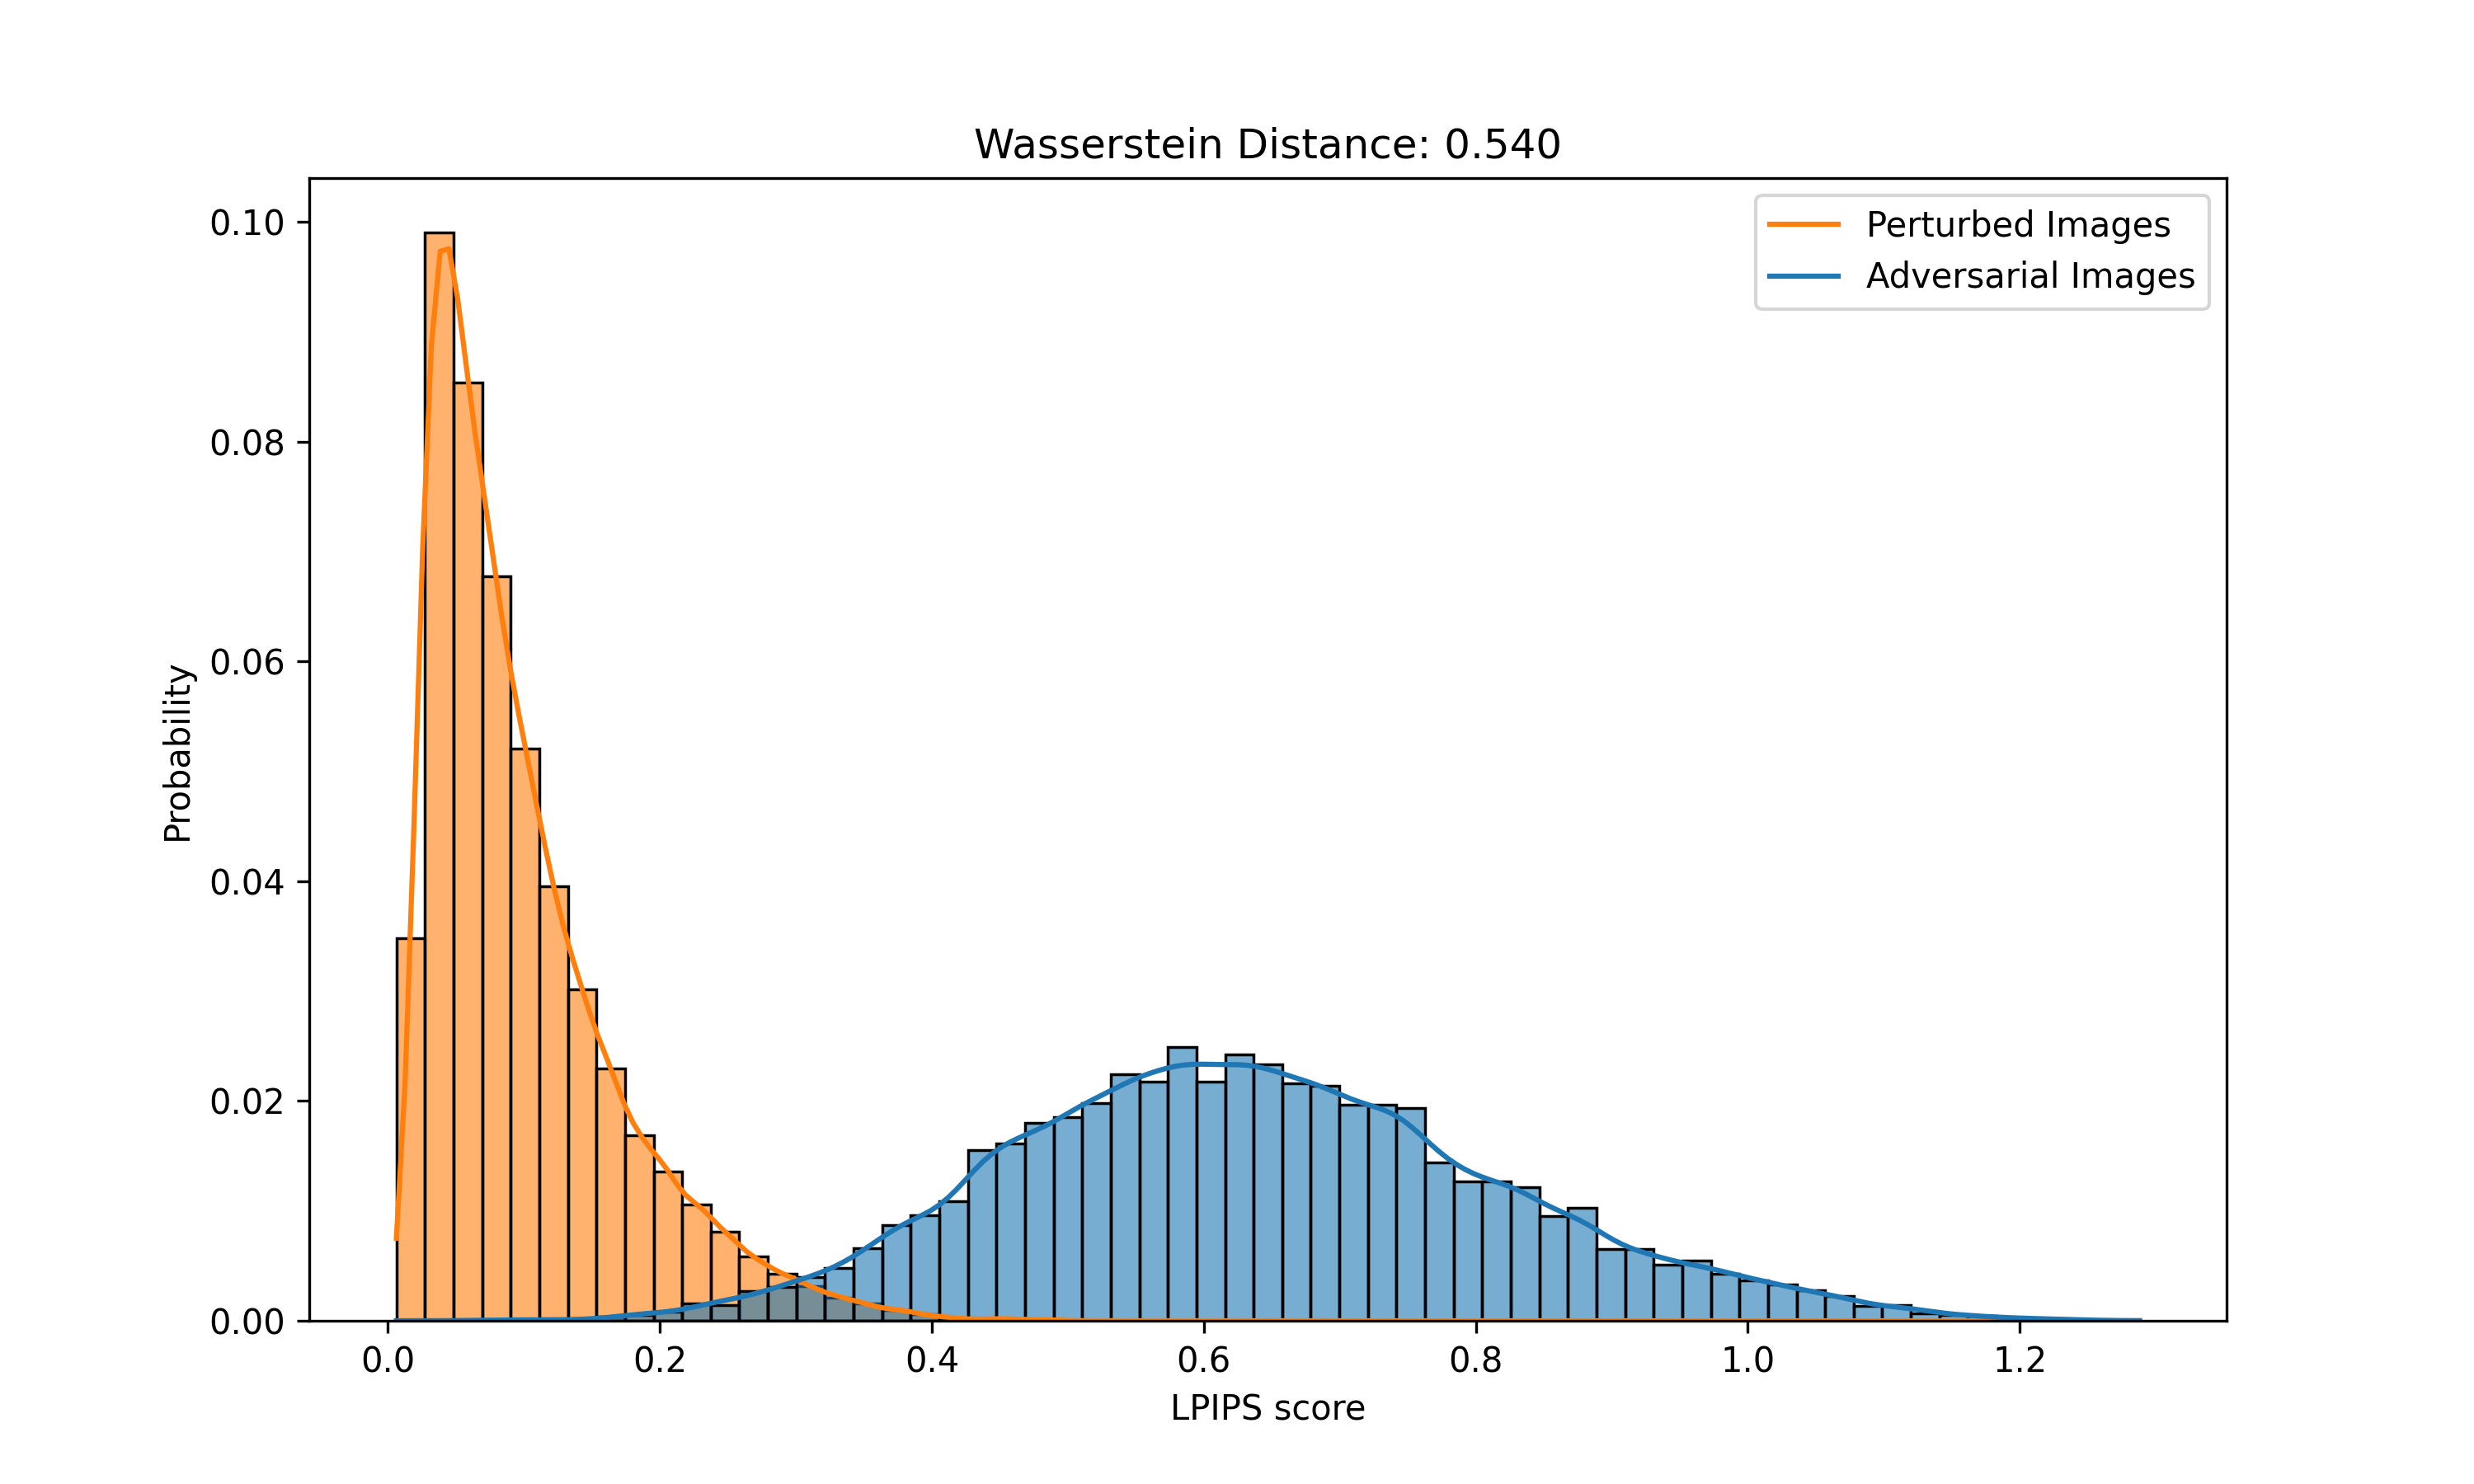 Wasserstein Distance: 0.540
Perturbed Images
Adversarial Images
Probability
0.10
0.08
0.06
0.04
0.02
0.00
0.0 0.2 0.4 0.6 0.8 1.0 1.2
LPIPS score